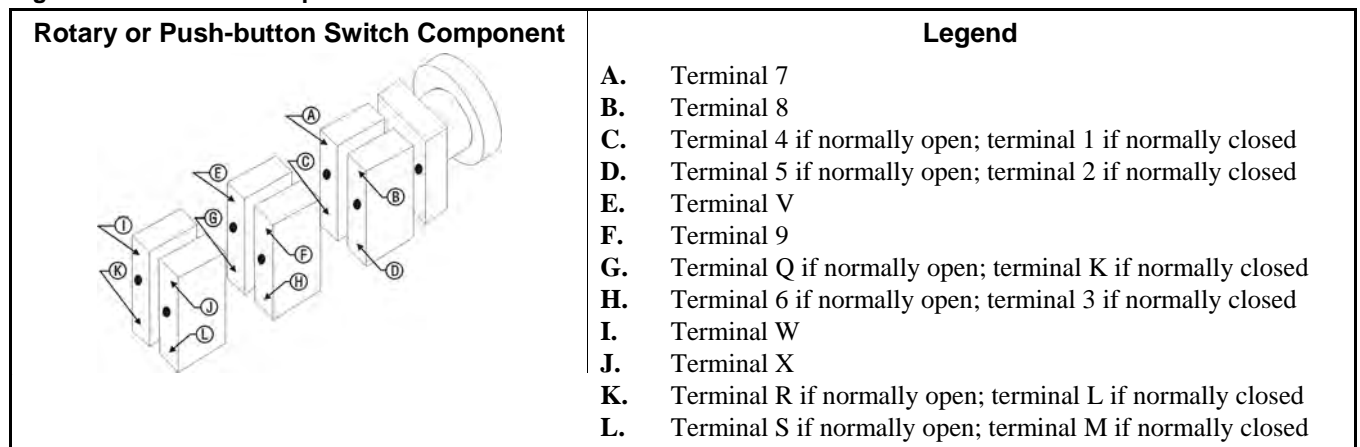 Rotary or Push-button Switch Component
Legend
A
C
B
E
G
I
F
D
K
H
J
L
A. Terminal 7
B. Terminal 8
C. Terminal 4 if normally open; terminal 1 if normally closed
D. Terminal 5 if normally open; terminal 2 if normally closed
E. Terminal V
F. Terminal 9
G. Terminal Q if normally open; terminal K if normally closed
H. Terminal 6 if normally open; terminal 3 if normally closed
I. Terminal W
J. Terminal X
K. Terminal R if normally open; terminal L if normally closed
L. Terminal S if normally open; terminal M if normally closed